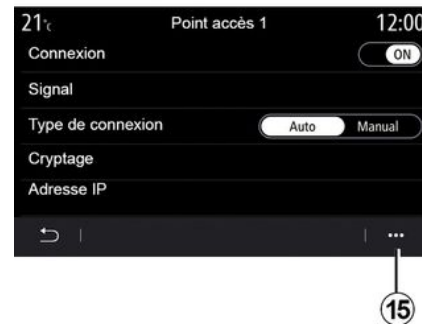 21°c Point accès 1 12:00
Connexion ON
Signal
Type de connexion Auto Manual
Cryptage
Adresse IP
15